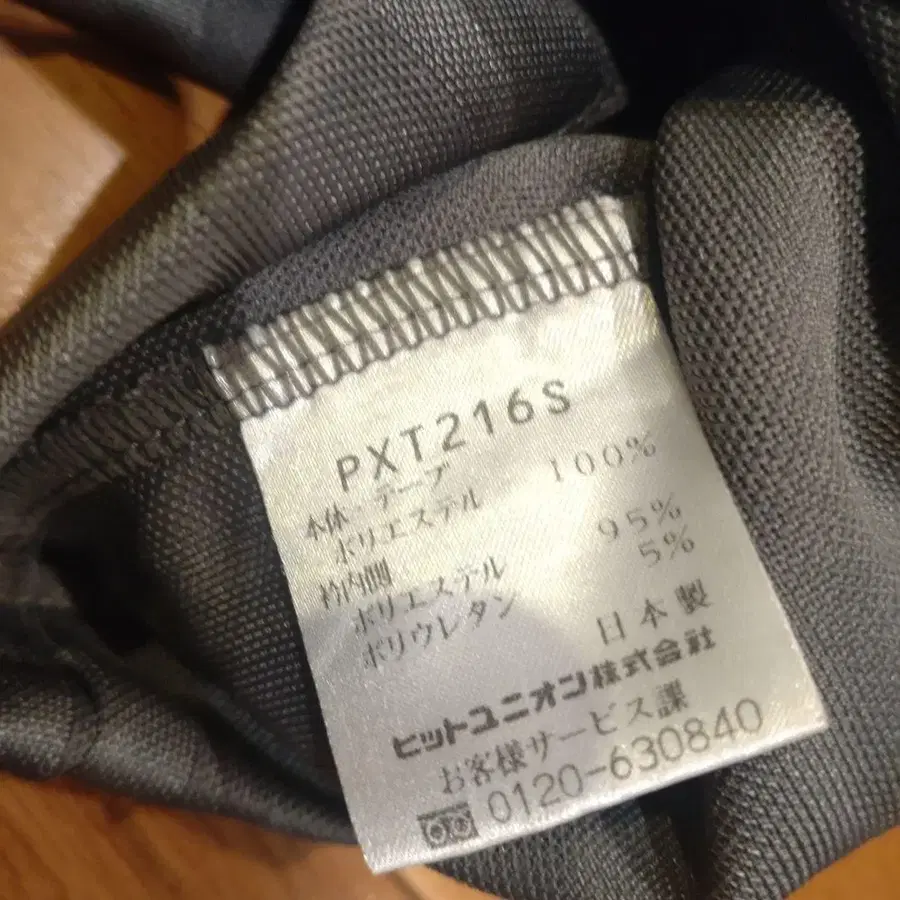 PXT216S
本体・テープ
ポリエステル 100%
衿内側
ポリエステル 95%
ポリウレタン 5%
日本製
ヒットユニオン株式会社
お客様サービス課
0120-630840